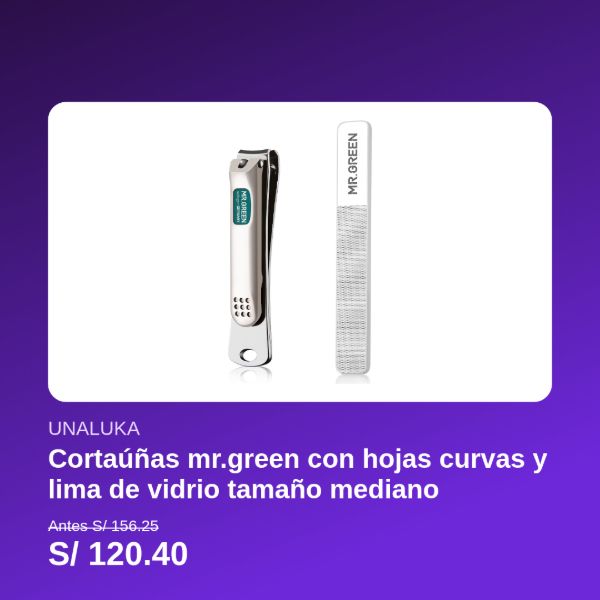 MR.GREEN
MR.GREEN
UNALUKA
Cortaúñas mr.green con hojas curvas y
lima de vidrio tamaño mediano
Antes S/ 156.25
S/ 120.40